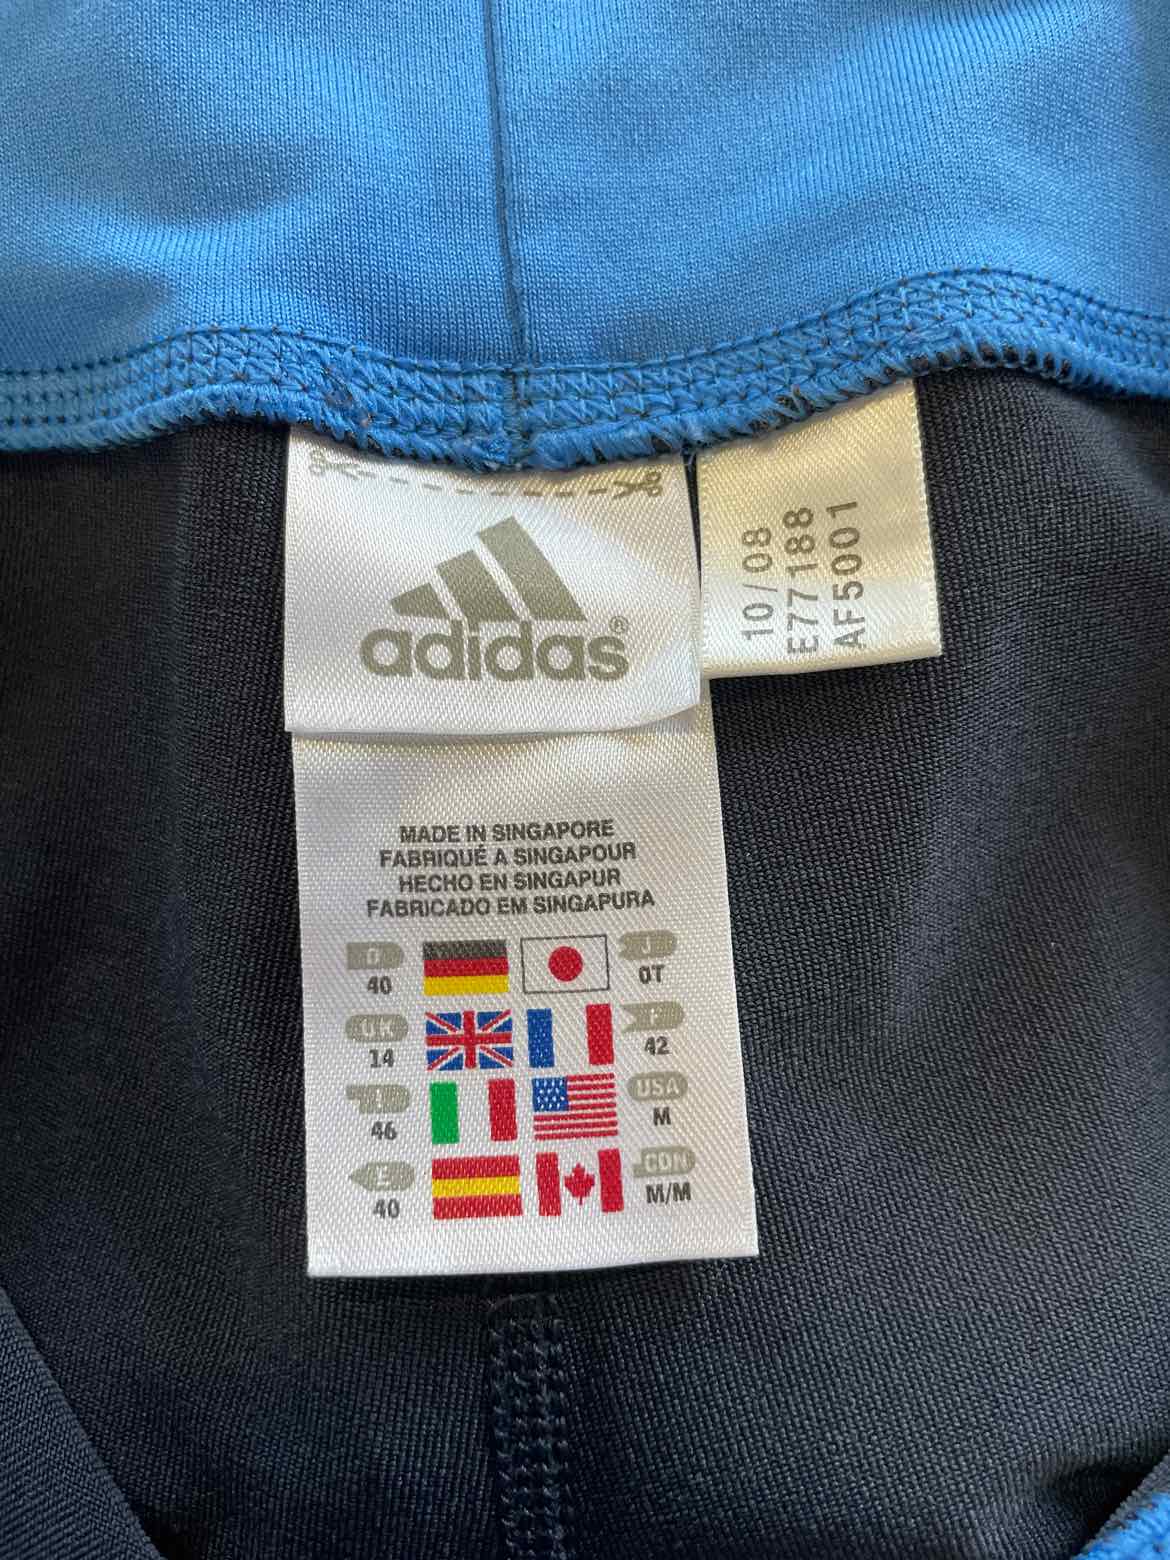 adidas®
10/08
E77188
AF5001
MADE IN SINGAPORE
FABRIQUÉ A SINGAPOUR
HECHO EN SINGAPUR
FABRICADO EM SINGAPURA
D
40
J
OT
UK
14
F
42
I
46
USA
M
E
40
CDN
M/M